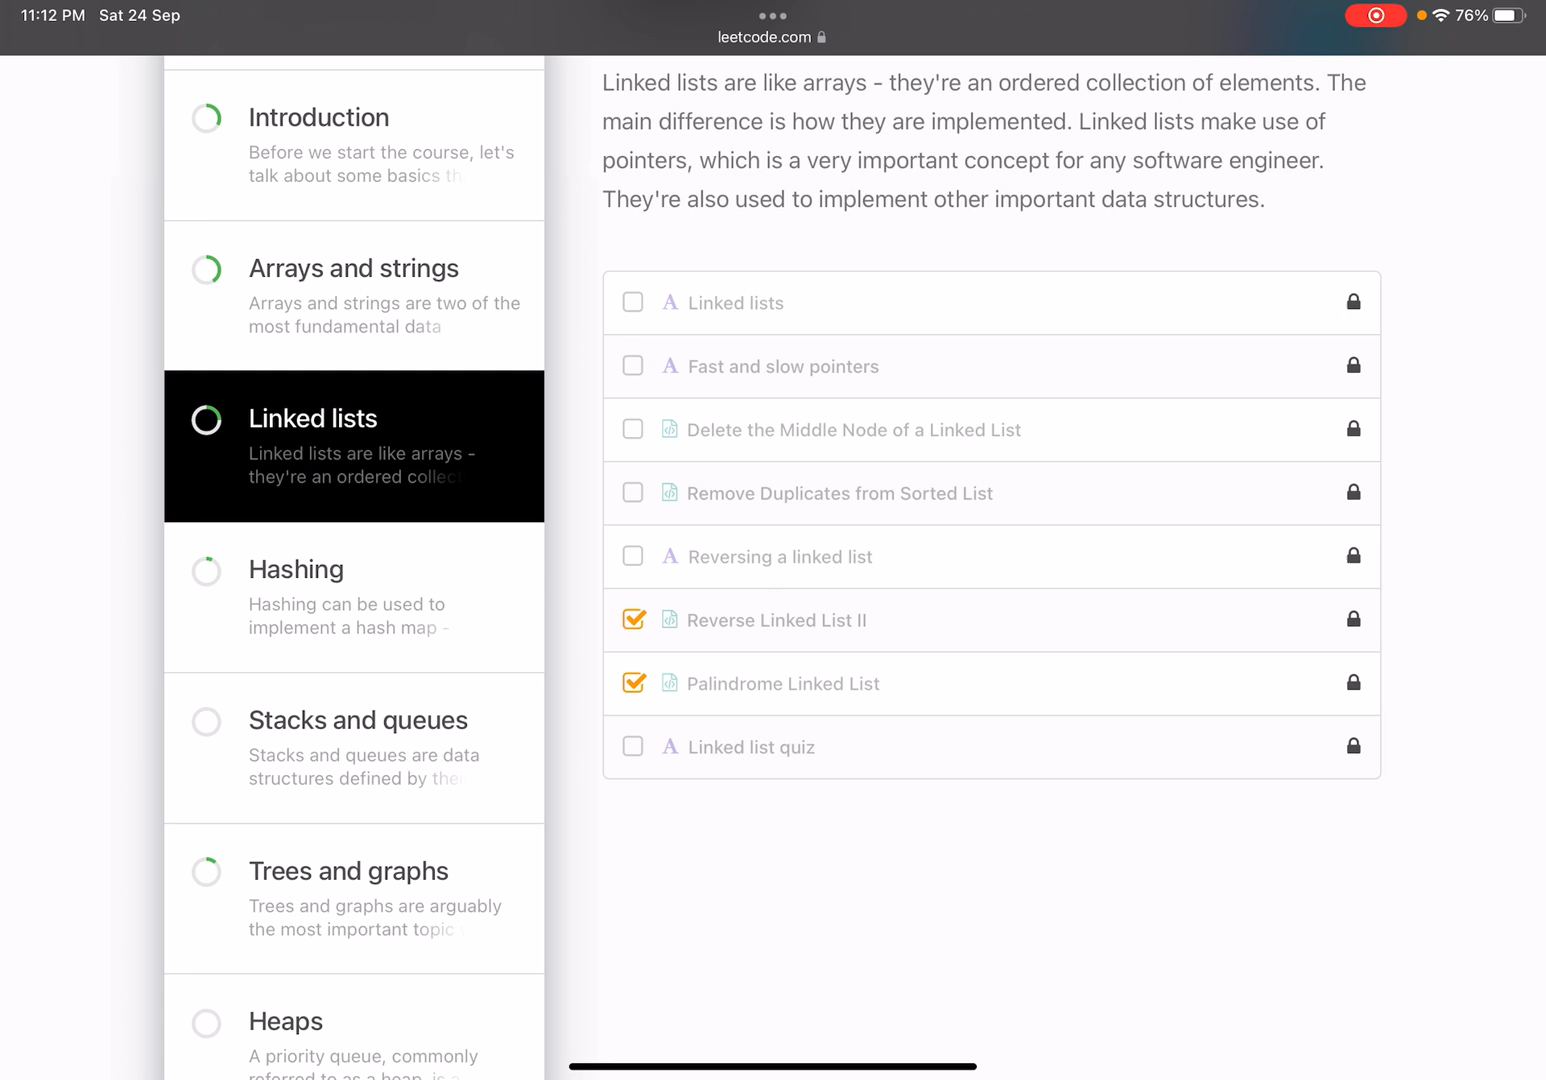 11:12 PM Sat 24 Sep
76%
leetcode.com
Introduction
Before we start the course, let's
talk about some basics th
Arrays and strings
Arrays and strings are two of the
most fundamental data
Linked lists
Linked lists are like arrays -
they're an ordered collec
Hashing
Hashing can be used to
implement a hash map -
Stacks and queues
Stacks and queues are data
structures defined by thei
Trees and graphs
Trees and graphs are arguably
the most important topic
Heaps
A priority queue, commonly
referred to as a heap, is a
Linked lists are like arrays - they're an ordered collection of elements. The
main difference is how they are implemented. Linked lists make use of
pointers, which is a very important concept for any software engineer.
They're also used to implement other important data structures.
A Linked lists
A Fast and slow pointers
Delete the Middle Node of a Linked List
Remove Duplicates from Sorted List
A Reversing a linked list
Reverse Linked List II
Palindrome Linked List
A Linked list quiz